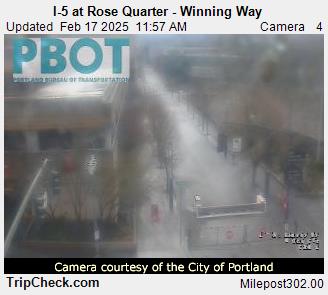 I-5 at Rose Quarter - Winning Way
Updated Feb 17 2025 11:57 AM Camera 4
PBOT
PORTLAND BUREAU OF TRANSPORTATION
Camera courtesy of the City of Portland
TripCheck.com Milepost302.00